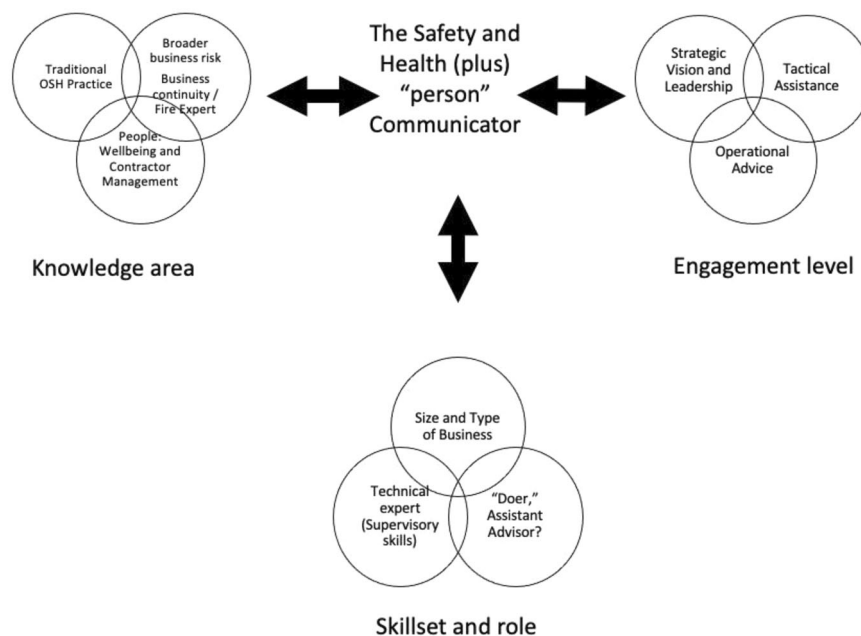 Traditional
OSH Practice
Broader
business risk
Business
continuity /
Fire Expert
People:
Wellbeing and
Contractor
Management
Knowledge area
The Safety and
Health (plus)
“person”
Communicator
Strategic
Vision and
Leadership
Tactical
Assistance
Operational
Advice
Engagement level
Size and Type
of Business
Technical
expert
(Supervisory
skills)
“Doer,”
Assistant
Advisor?
Skillset and role